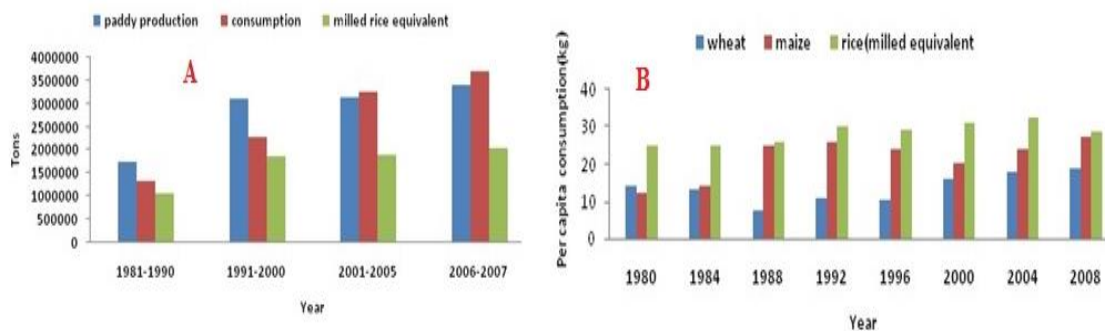 paddy production consumption milled rice equivalent
A
Tons
4000000
3500000
3000000
2500000
2000000
1500000
1000000
500000
0
1981-1990 1991-2000 2001-2005 2006-2007
Year
wheat maize rice(milled equivalent
B
Per capita consumption(kg)
40
30
20
10
0
1980 1984 1988 1992 1996 2000 2004 2008
Year